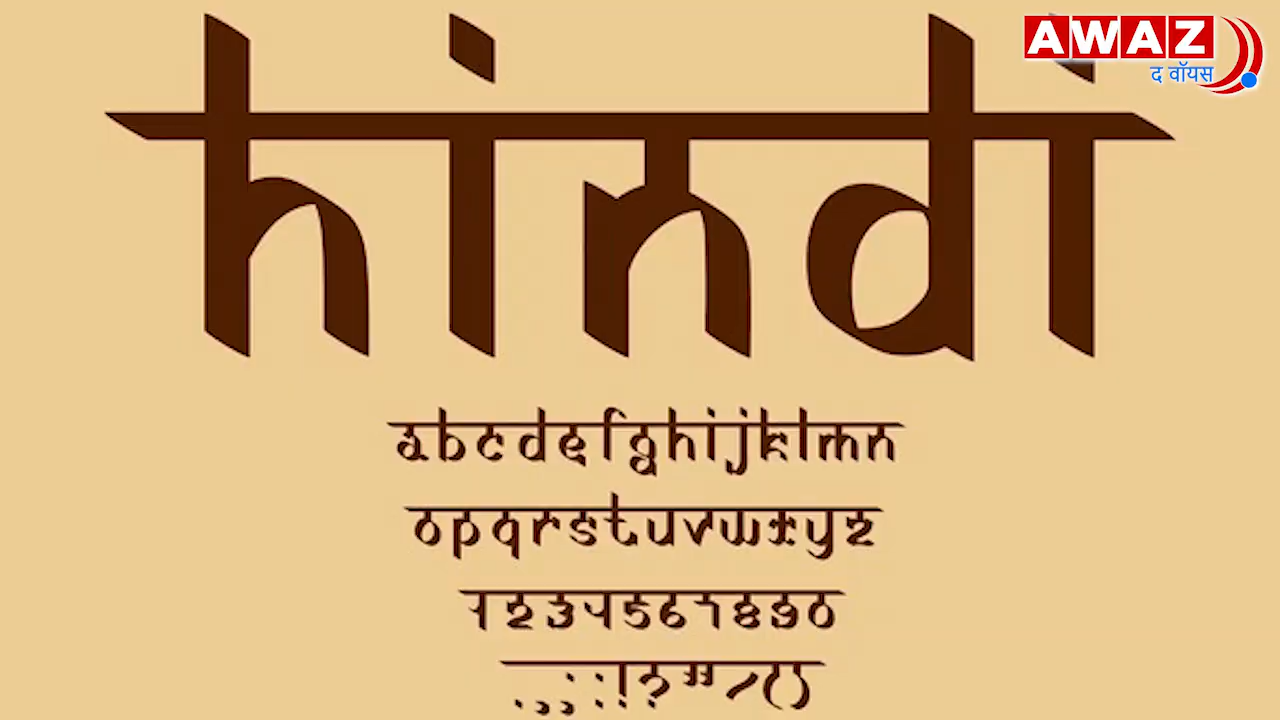 AWAZ
द वॉयस
hindi
abcdefghijklmn
opqrstuvwxyz
1234567890
.,;:!?"/()